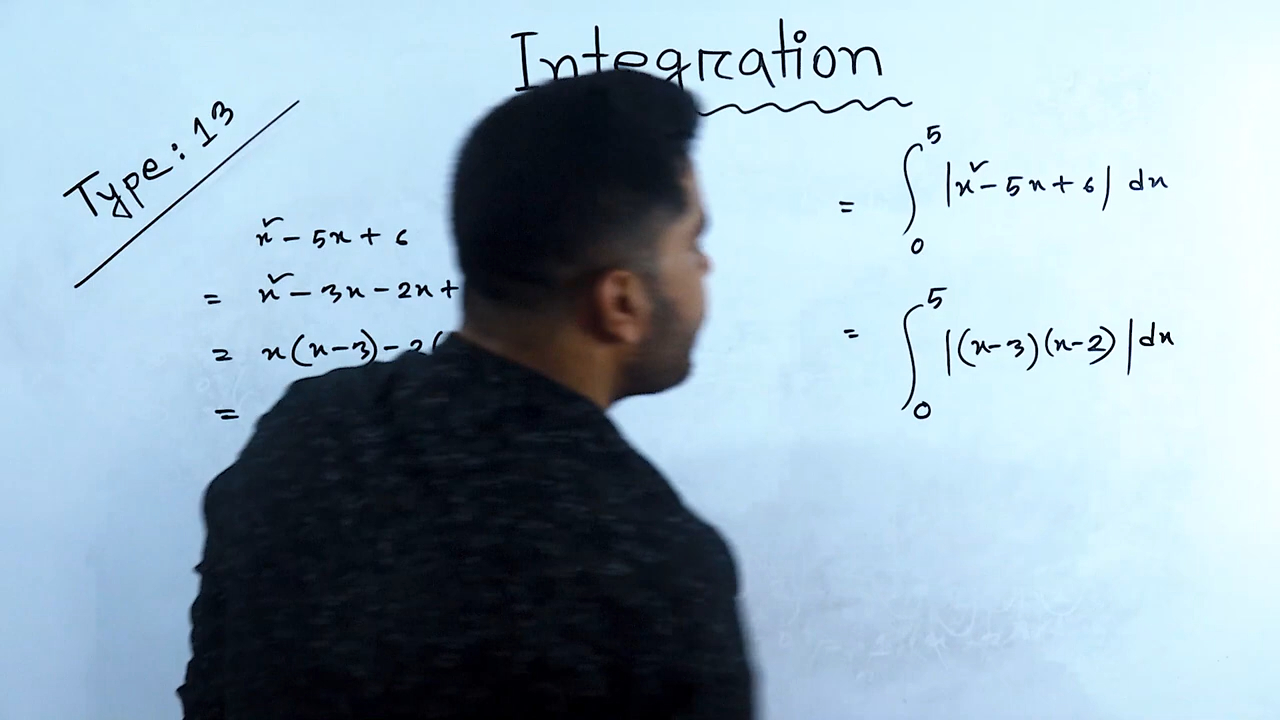 Integration
Type: 13
x² - 5x + 6
= x² - 3x - 2x +
= x(x-3) - 2(
=
= ∫₀⁵ |x² - 5x + 6| dx
= ∫₀⁵ |(x-3)(x-2)| dx